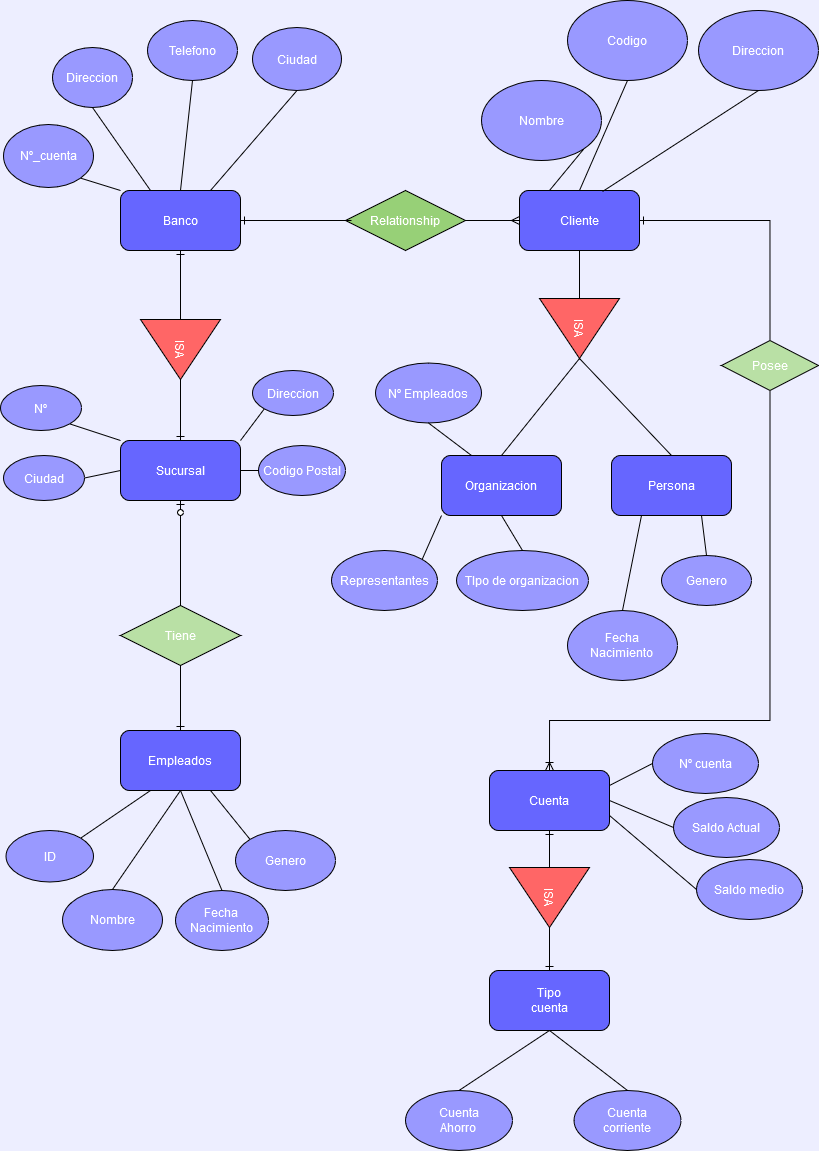 Codigo
Telefono
Direccion
Ciudad
Direccion
Nombre
Nº_cuenta
Banco
Relationship
Cliente
ISA
ISA
Posee
Nº Empleados
Direccion
Nº
Sucursal
Codigo Postal
Ciudad
Organizacion
Persona
Representantes
TIpo de organizacion
Genero
Tiene
Fecha
Nacimiento
Empleados
Nº cuenta
Cuenta
Saldo Actual
ID
Genero
Saldo medio
ISA
Nombre
Fecha
Nacimiento
Tipo
cuenta
Cuenta
Ahorro
Cuenta
corriente